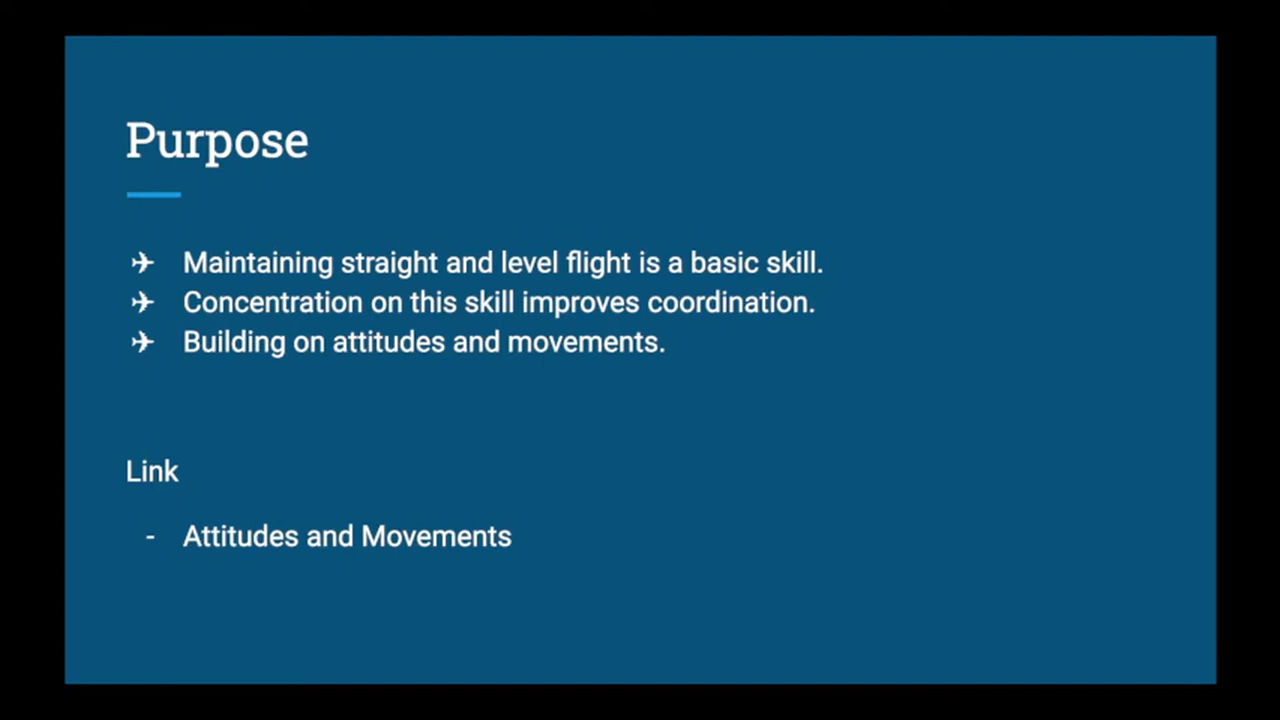 Purpose
✈ Maintaining straight and level flight is a basic skill.
✈ Concentration on this skill improves coordination.
✈ Building on attitudes and movements.
Link
- Attitudes and Movements